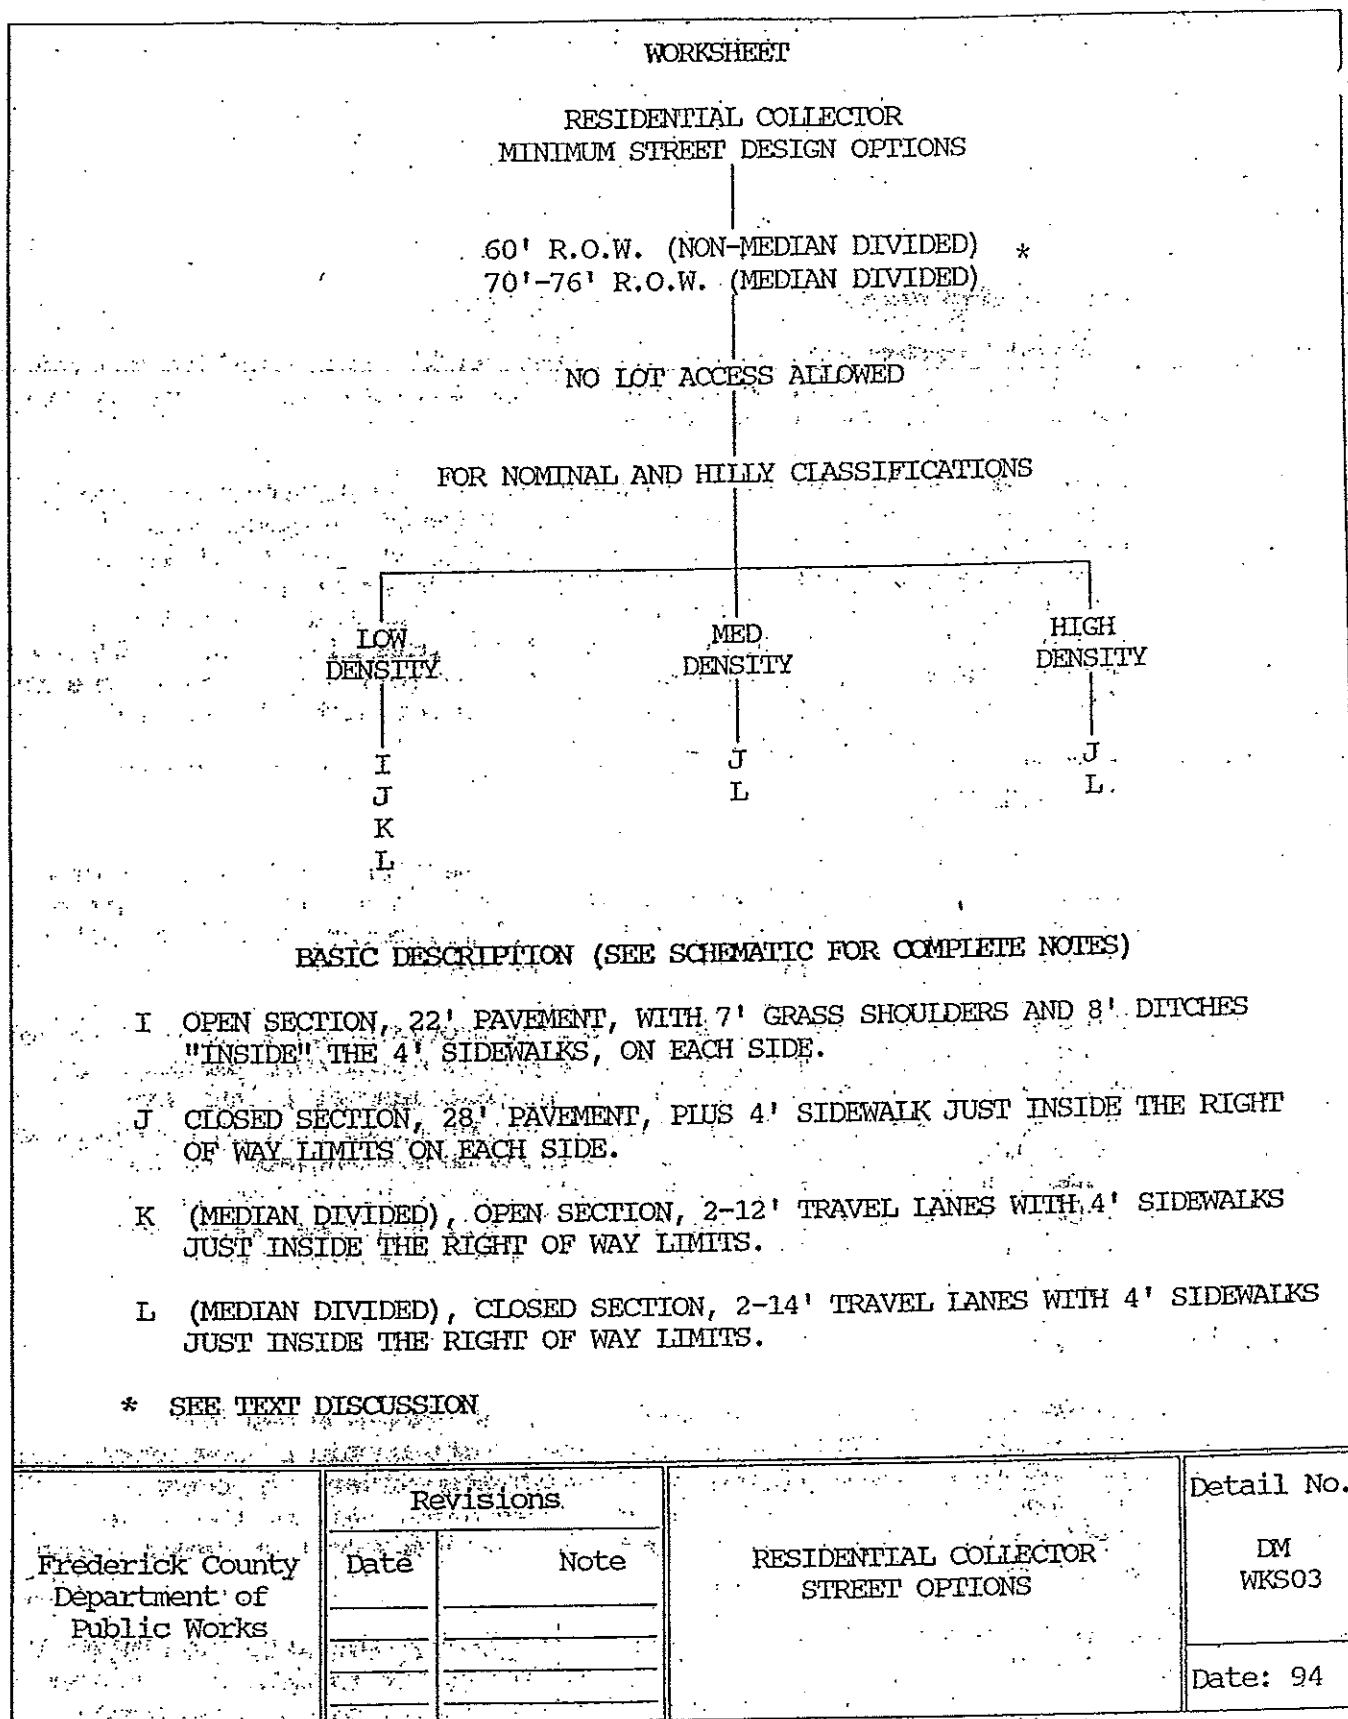 WORKSHEET
RESIDENTIAL COLLECTOR
MINIMUM STREET DESIGN OPTIONS
60' R.O.W. (NON-MEDIAN DIVIDED) *
70'-76' R.O.W. (MEDIAN DIVIDED)
NO LOT ACCESS ALLOWED
FOR NOMINAL AND HILLY CLASSIFICATIONS
LOW DENSITY
MED DENSITY
HIGH DENSITY
I
J
K
L
J
L
J
L
BASIC DESCRIPTION (SEE SCHEMATIC FOR COMPLETE NOTES)
I OPEN SECTION, 22' PAVEMENT, WITH 7' GRASS SHOULDERS AND 8' DITCHES
"INSIDE" THE 4' SIDEWALKS, ON EACH SIDE.
J CLOSED SECTION, 28' PAVEMENT, PLUS 4' SIDEWALK JUST INSIDE THE RIGHT
OF WAY LIMITS ON EACH SIDE.
K (MEDIAN DIVIDED), OPEN SECTION, 2-12' TRAVEL LANES WITH 4' SIDEWALKS
JUST INSIDE THE RIGHT OF WAY LIMITS.
L (MEDIAN DIVIDED), CLOSED SECTION, 2-14' TRAVEL LANES WITH 4' SIDEWALKS
JUST INSIDE THE RIGHT OF WAY LIMITS.
* SEE TEXT DISCUSSION
Frederick County
Department of
Public Works
Revisions
Date Note
RESIDENTIAL COLLECTOR
STREET OPTIONS
Detail No.
DM
WKS03
Date: 94